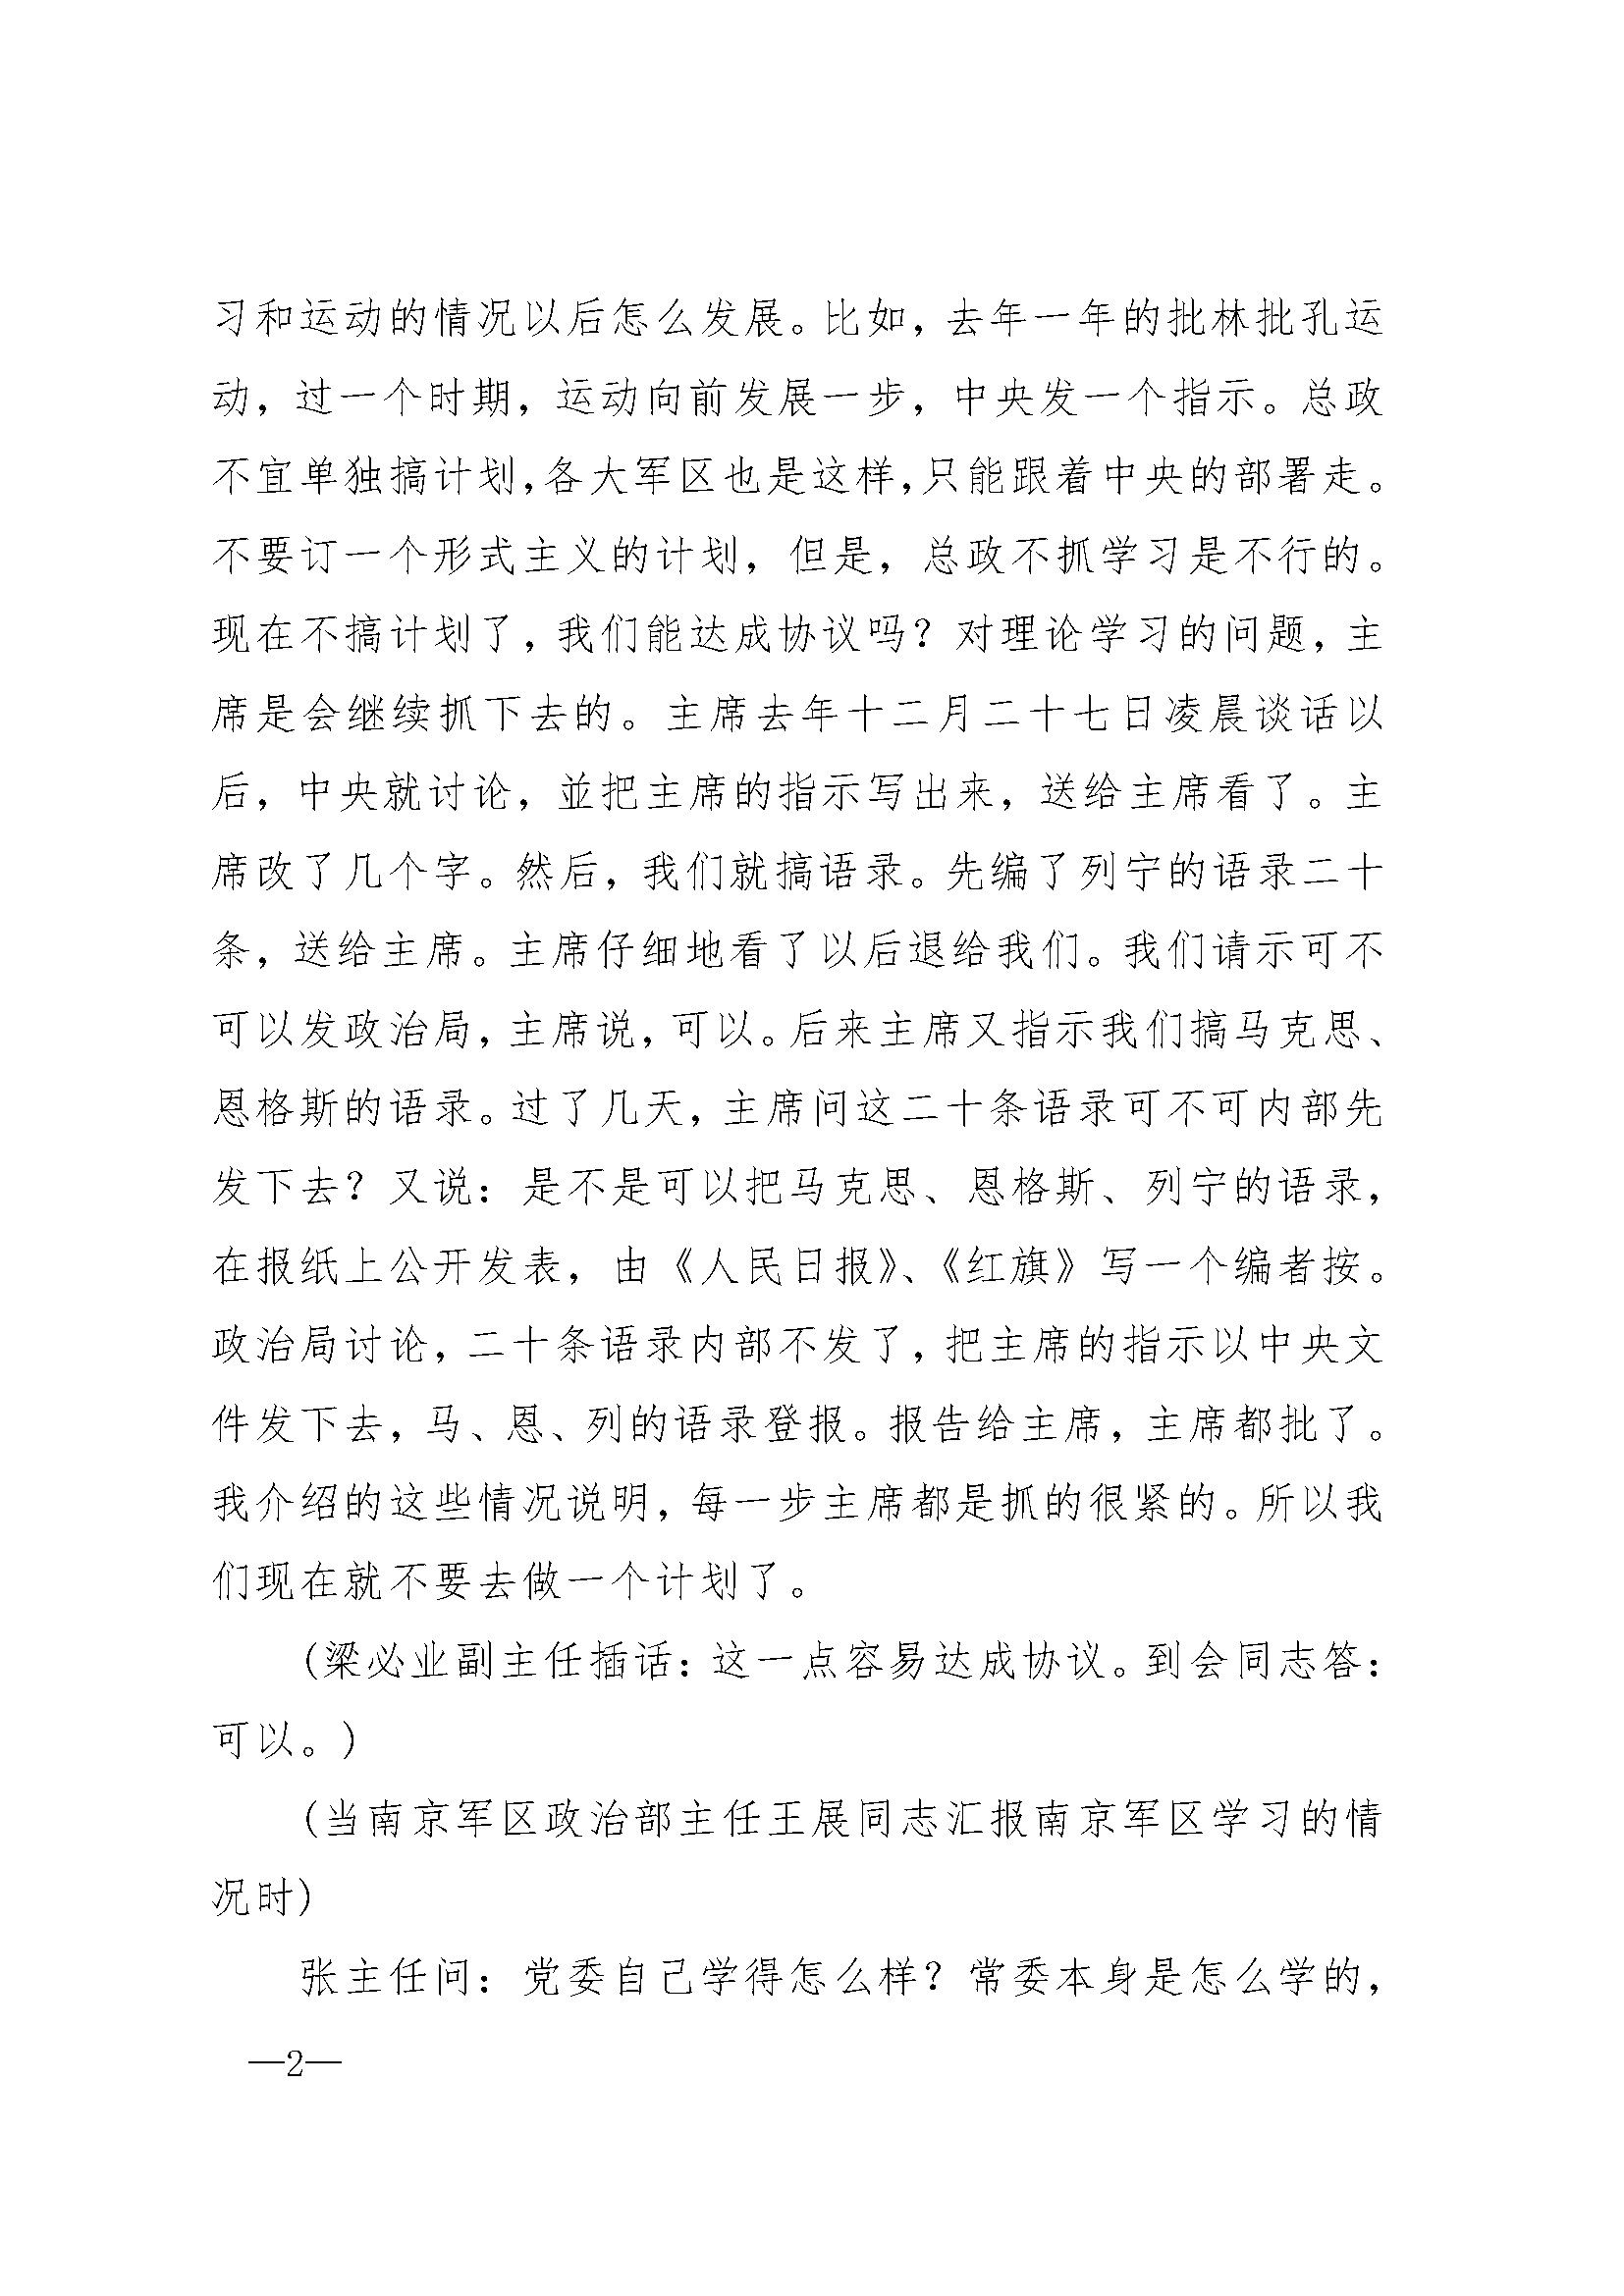 习和运动的情况以后怎么发展。比如，去年一年的批林批孔运
动，过一个时期，运动向前发展一步，中央发一个指示。总政
不宜单独搞计划，各大军区也是这样，只能跟着中央的部署走。
不要订一个形式主义的计划，但是，总政不抓学习是不行的。
现在不搞计划了，我们能达成协议吗？对理论学习的问题，主
席是会继续抓下去的。主席去年十二月二十七日凌晨谈话以
后，中央就讨论，並把主席的指示写出来，送给主席看了。主
席改了几个字。然后，我们就搞语录。先编了列宁的语录二十
条，送给主席。主席仔细地看了以后退给我们。我们请示可不
可以发政治局，主席说，可以。后来主席又指示我们搞马克思、
恩格斯的语录。过了几天，主席问这二十条语录可不可内部先
发下去？又说：是不是可以把马克思、恩格斯、列宁的语录，
在报纸上公开发表，由《人民日报》、《红旗》写一个编者按。
政治局讨论，二十条语录内部不发了，把主席的指示以中央文
件发下去，马、恩、列的语录登报。报告给主席，主席都批了。
我介绍的这些情况说明，每一步主席都是抓的很紧的。所以我
们现在就不要去做一个计划了。
(梁必业副主任插话：这一点容易达成协议。到会同志答：
可以。)
(当南京军区政治部主任王展同志汇报南京军区学习的情
况时)
张主任问：党委自己学得怎么样？常委本身是怎么学的，
—2—